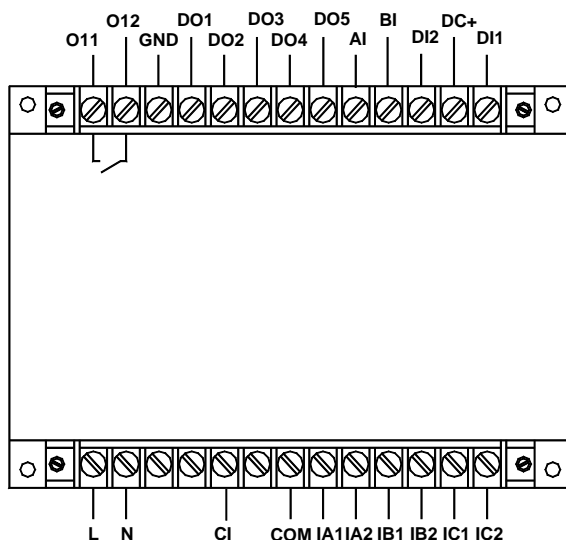 O12 DO1 DO3 DO5 BI DC+
O11 GND DO2 DO4 AI DI2 DI1
L N CI COM IA1 IA2 IB1 IB2 IC1 IC2